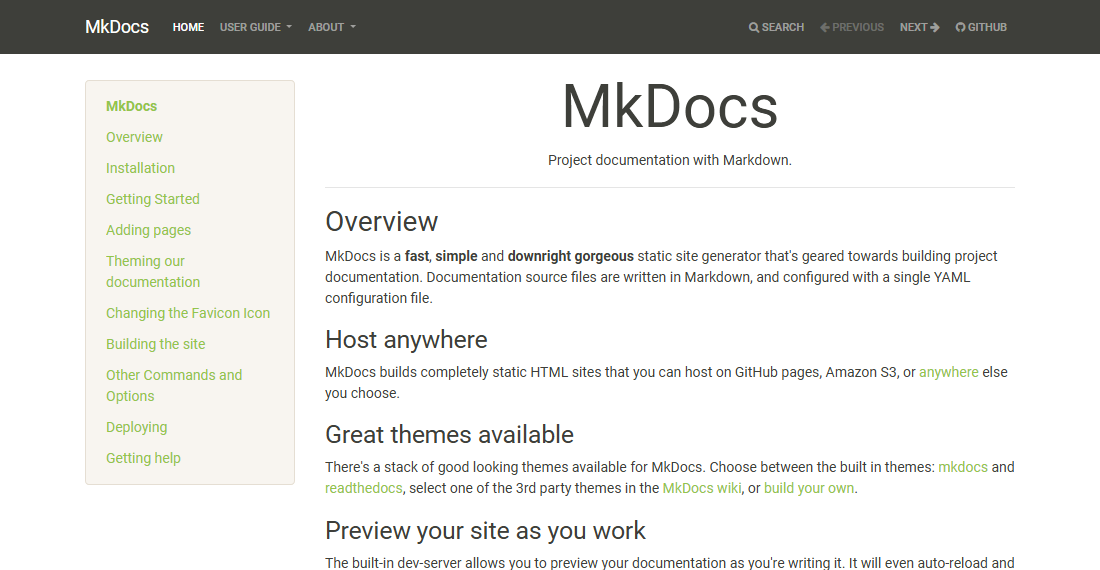 MkDocs HOME USER GUIDE ABOUT SEARCH PREVIOUS NEXT GITHUB
MkDocs
Overview
Installation
Getting Started
Adding pages
Theming our
documentation
Changing the Favicon Icon
Building the site
Other Commands and
Options
Deploying
Getting help
MkDocs
Project documentation with Markdown.
Overview
MkDocs is a fast, simple and downright gorgeous static site generator that's geared towards building project
documentation. Documentation source files are written in Markdown, and configured with a single YAML
configuration file.
Host anywhere
MkDocs builds completely static HTML sites that you can host on GitHub pages, Amazon S3, or anywhere else
you choose.
Great themes available
There's a stack of good looking themes available for MkDocs. Choose between the built in themes: mkdocs and
readthedocs, select one of the 3rd party themes in the MkDocs wiki, or build your own.
Preview your site as you work
The built-in dev-server allows you to preview your documentation as you're writing it. It will even auto-reload and